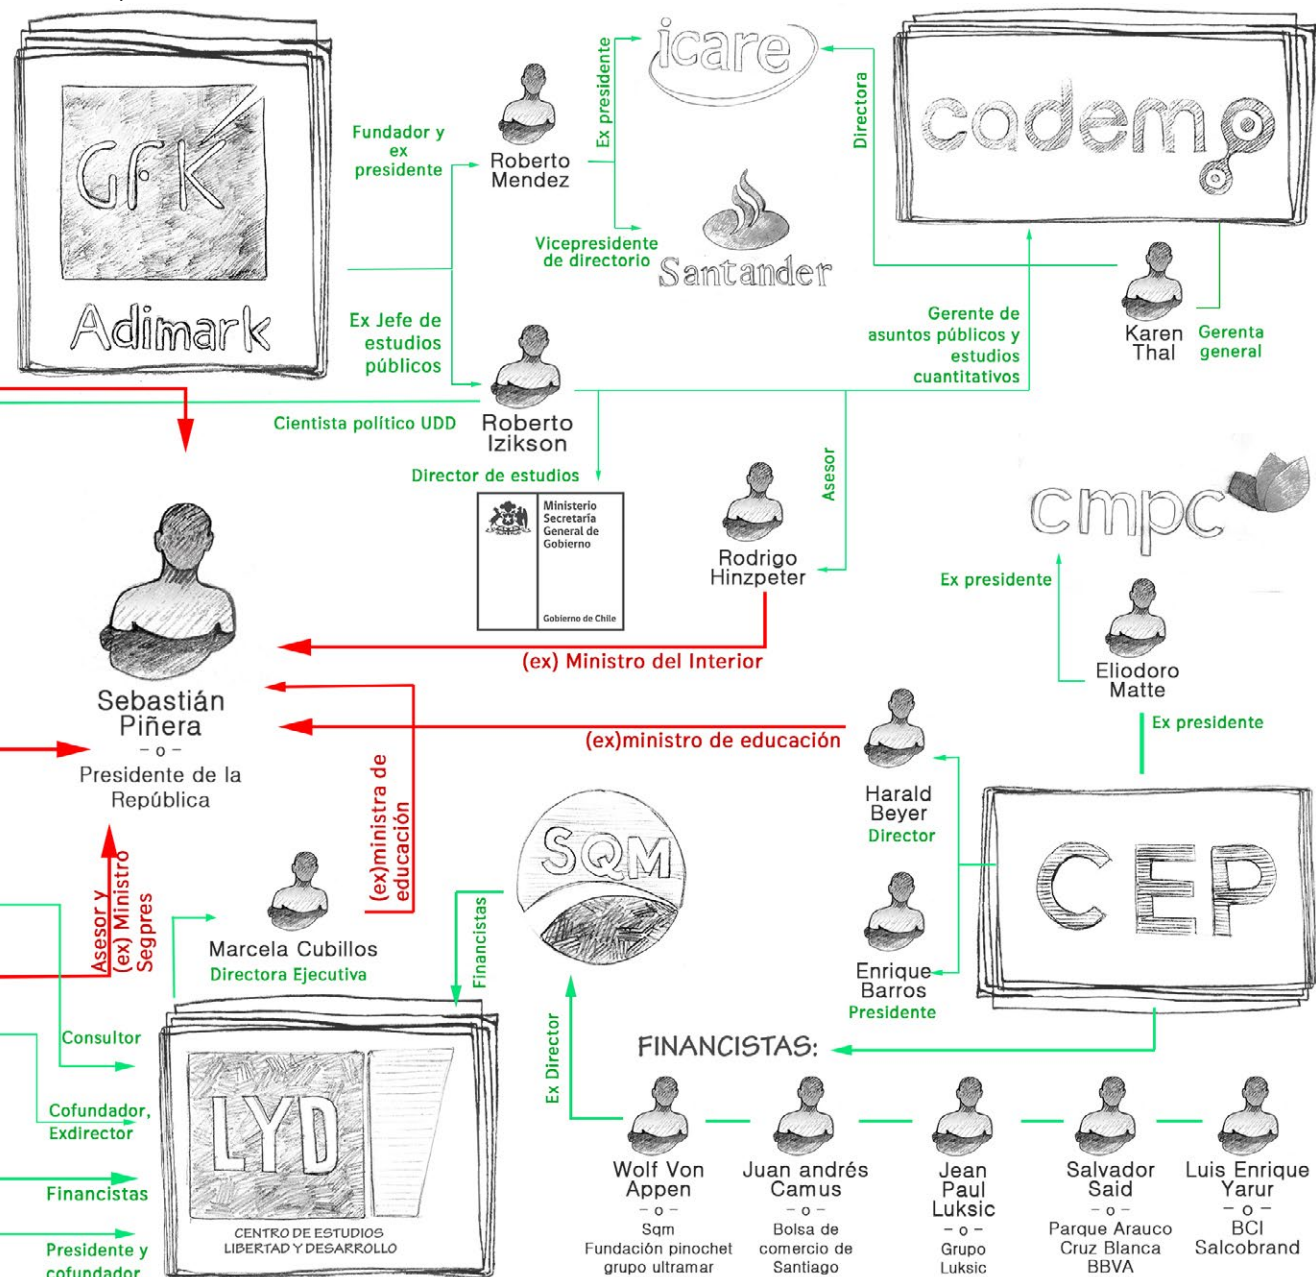 GFK
Adimark
Fundador y
ex
presidente
Roberto
Mendez
Ex presidente
icare
Vicepresidente
de directorio
Santander
Directora
cadem
Karen
Thal
Gerenta
general
Ex Jefe de
estudios
públicos
Roberto
Izikson
Cientista político UDD
Gerente de
asuntos públicos y
estudios
cuantitativos
Director de estudios
Ministerio
Secretaría
General de
Gobierno
Gobierno de Chile
Asesor
Rodrigo
Hinzpeter
(ex) Ministro del Interior
cmpc
Ex presidente
Eliodoro
Matte
Ex presidente
Sebastián
Piñera
- o -
Presidente de la
República
(ex)ministro de educación
Harald
Beyer
Director
CEP
Enrique
Barros
Presidente
(ex)ministra de
educación
SQM
Financistas
Marcela Cubillos
Directora Ejecutiva
Asesor y
(ex) Ministro
Segpres
Consultor
Cofundador,
Exdirector
Financistas
Presidente y
cofundador
LYD
CENTRO DE ESTUDIOS
LIBERTAD Y DESARROLLO
Ex Director
FINANCISTAS:
Wolf Von
Appen
- o -
Sqm
Fundación pinochet
grupo ultramar
Juan andrés
Camus
- o -
Bolsa de
comercio de
Santiago
Jean
Paul
Luksic
- o -
Grupo
Luksic
Salvador
Said
- o -
Parque Arauco
Cruz Blanca
BBVA
Luis Enrique
Yarur
- o -
BCI
Salcobrand